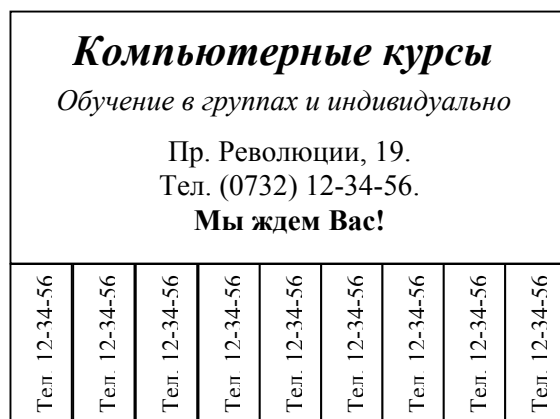 Компьютерные курсы
Обучение в группах и индивидуально
Пр. Революции, 19.
Тел. (0732) 12-34-56.
Мы ждем Вас!
Тел. 12-34-56
Тел. 12-34-56
Тел. 12-34-56
Тел. 12-34-56
Тел. 12-34-56
Тел. 12-34-56
Тел. 12-34-56
Тел. 12-34-56
Тел. 12-34-56